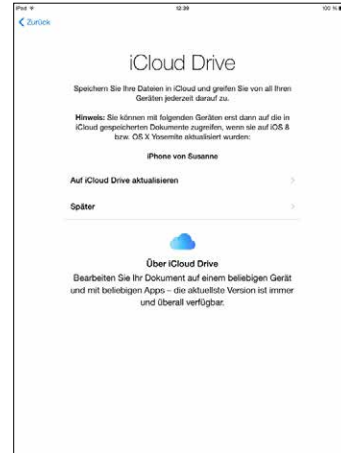 iPad 12:39 100 %
Zurück
iCloud Drive
Speichern Sie Ihre Dateien in iCloud und greifen Sie von all Ihren
Geräten jederzeit darauf zu.
Hinweis: Sie können mit folgenden Geräten erst dann auf die in
iCloud gespeicherten Dokumente zugreifen, wenn sie auf iOS 8
bzw. OS X Yosemite aktualisiert wurden:
iPhone von Susanne
Auf iCloud Drive aktualisieren
Später
Über iCloud Drive
Bearbeiten Sie Ihr Dokument auf einem beliebigen Gerät
und mit beliebigen Apps – die aktuellste Version ist immer
und überall verfügbar.